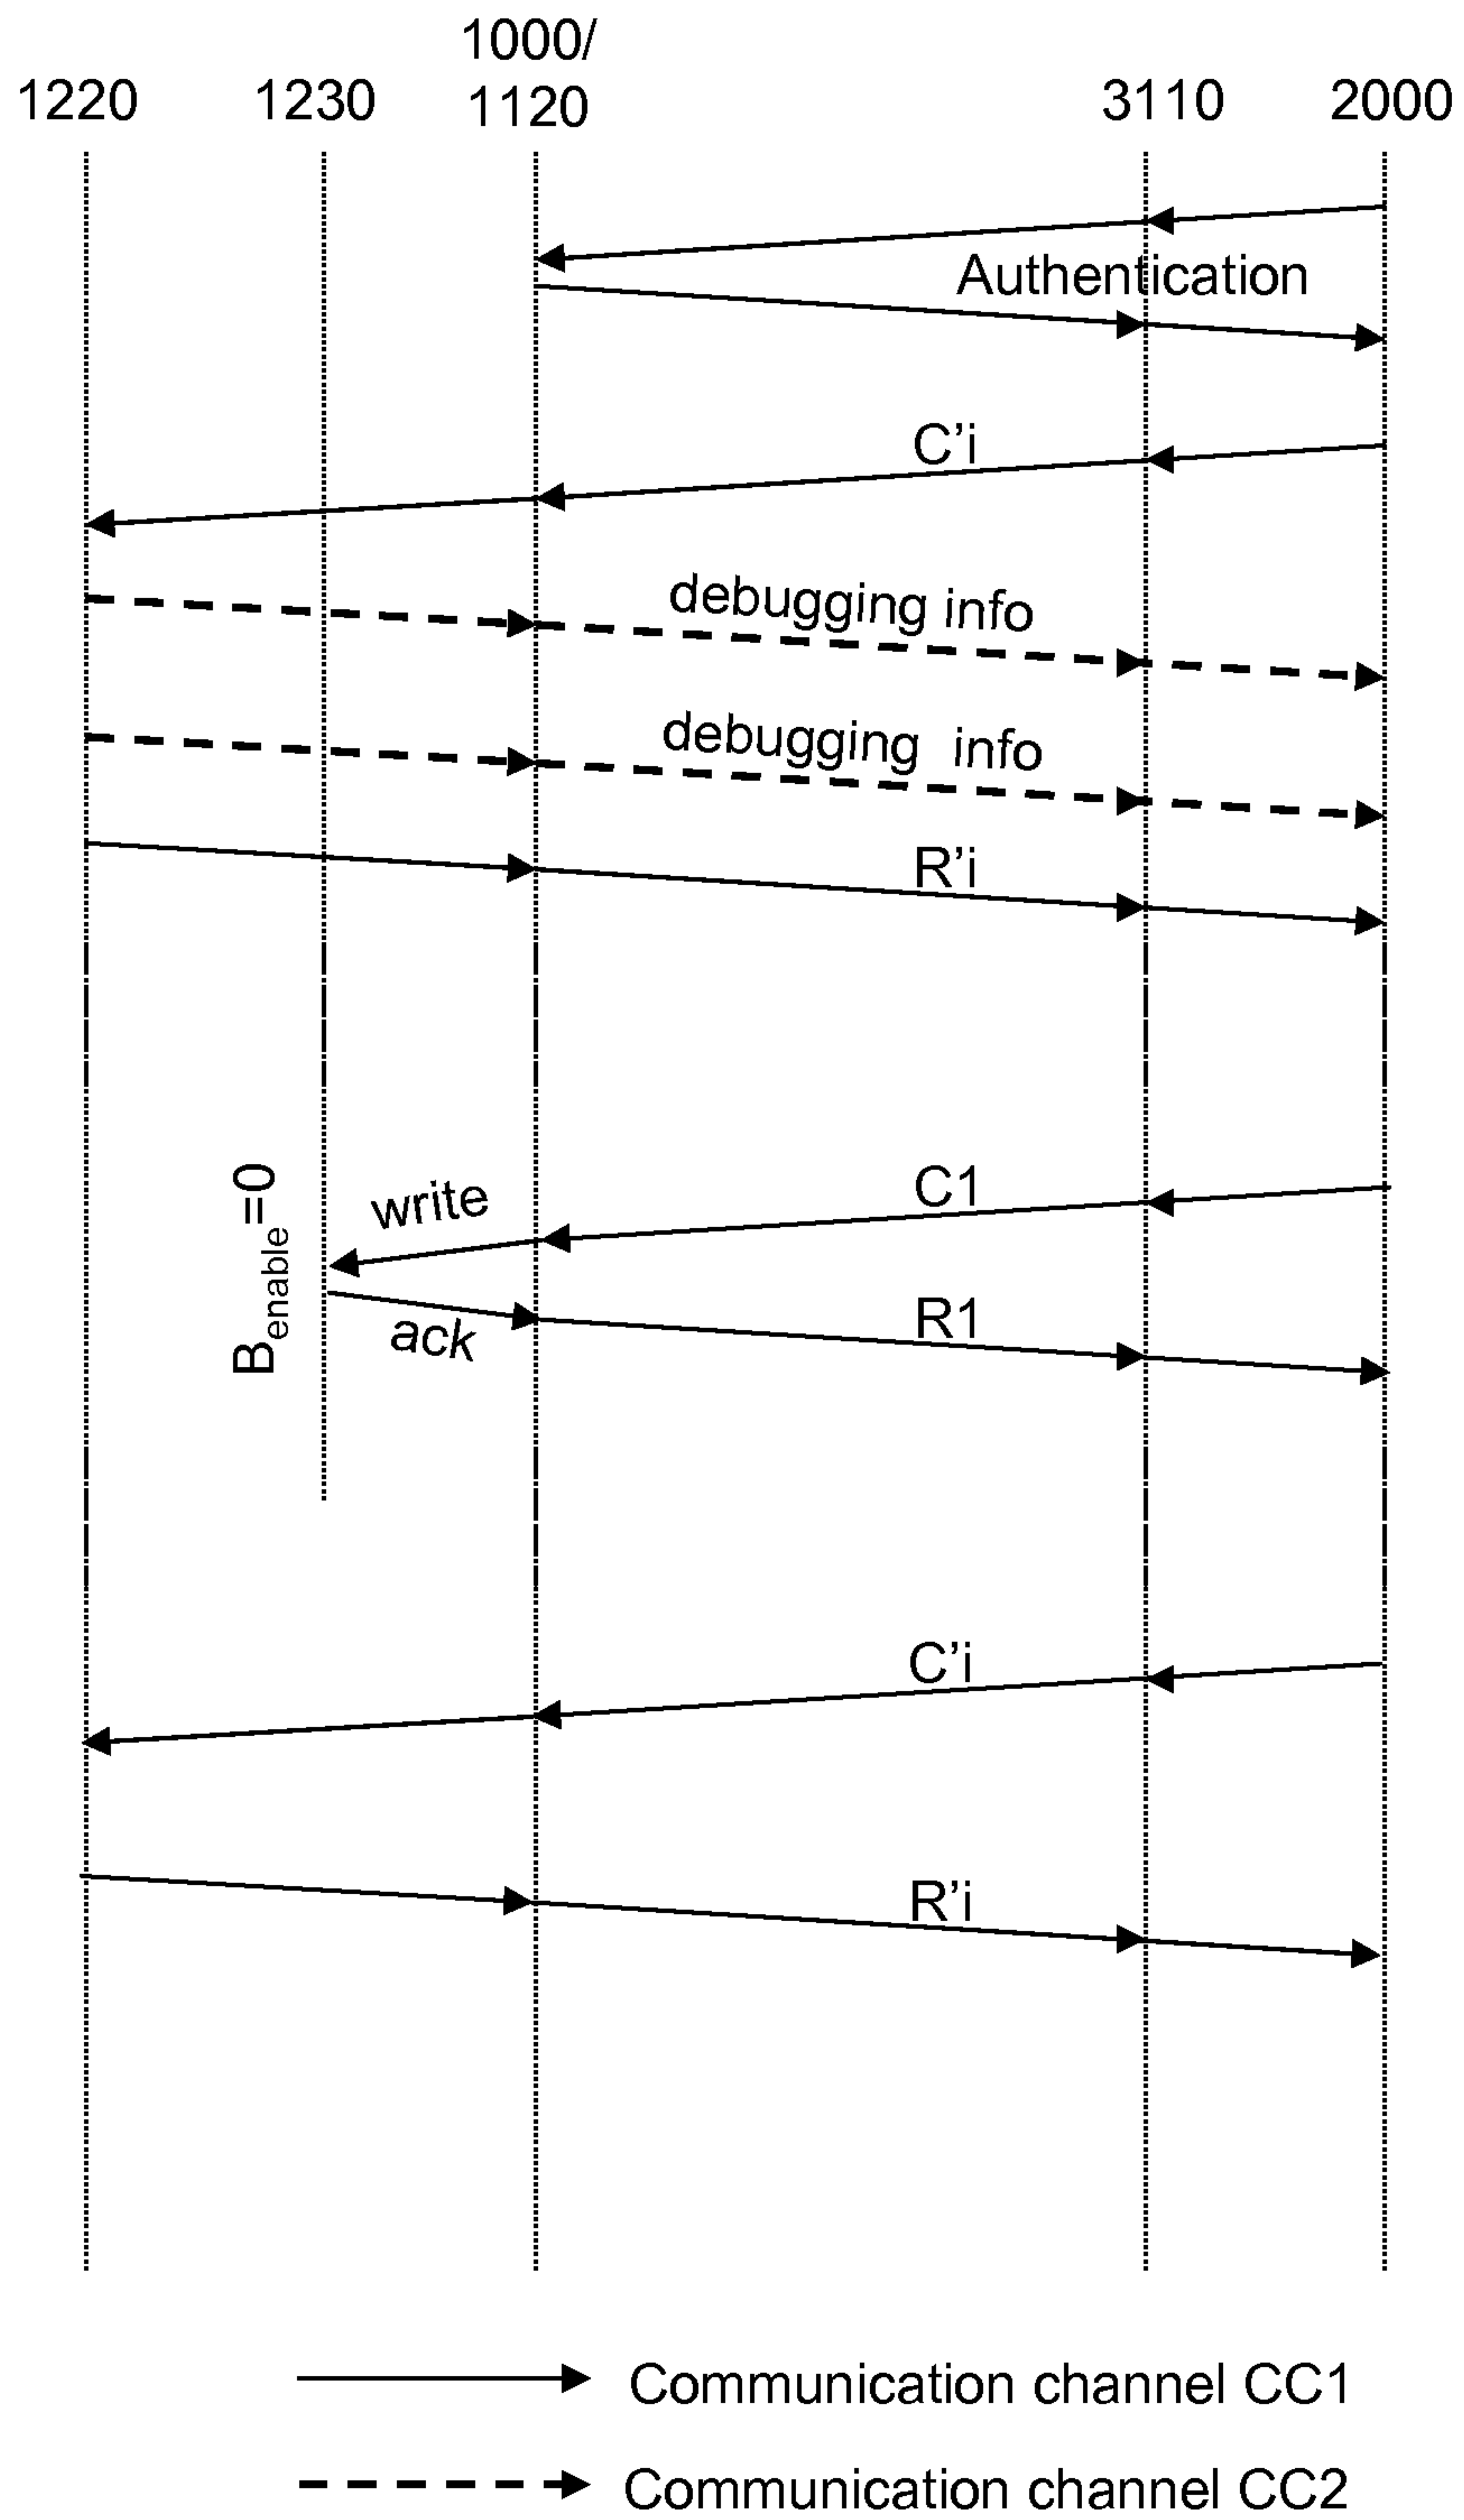 1220
1230
1000/
1120
3110
2000
Authentication
C'i
debugging info
debugging info
R'i
Benable=0
write
C1
ack
R1
C'i
R'i
Communication channel CC1
Communication channel CC2